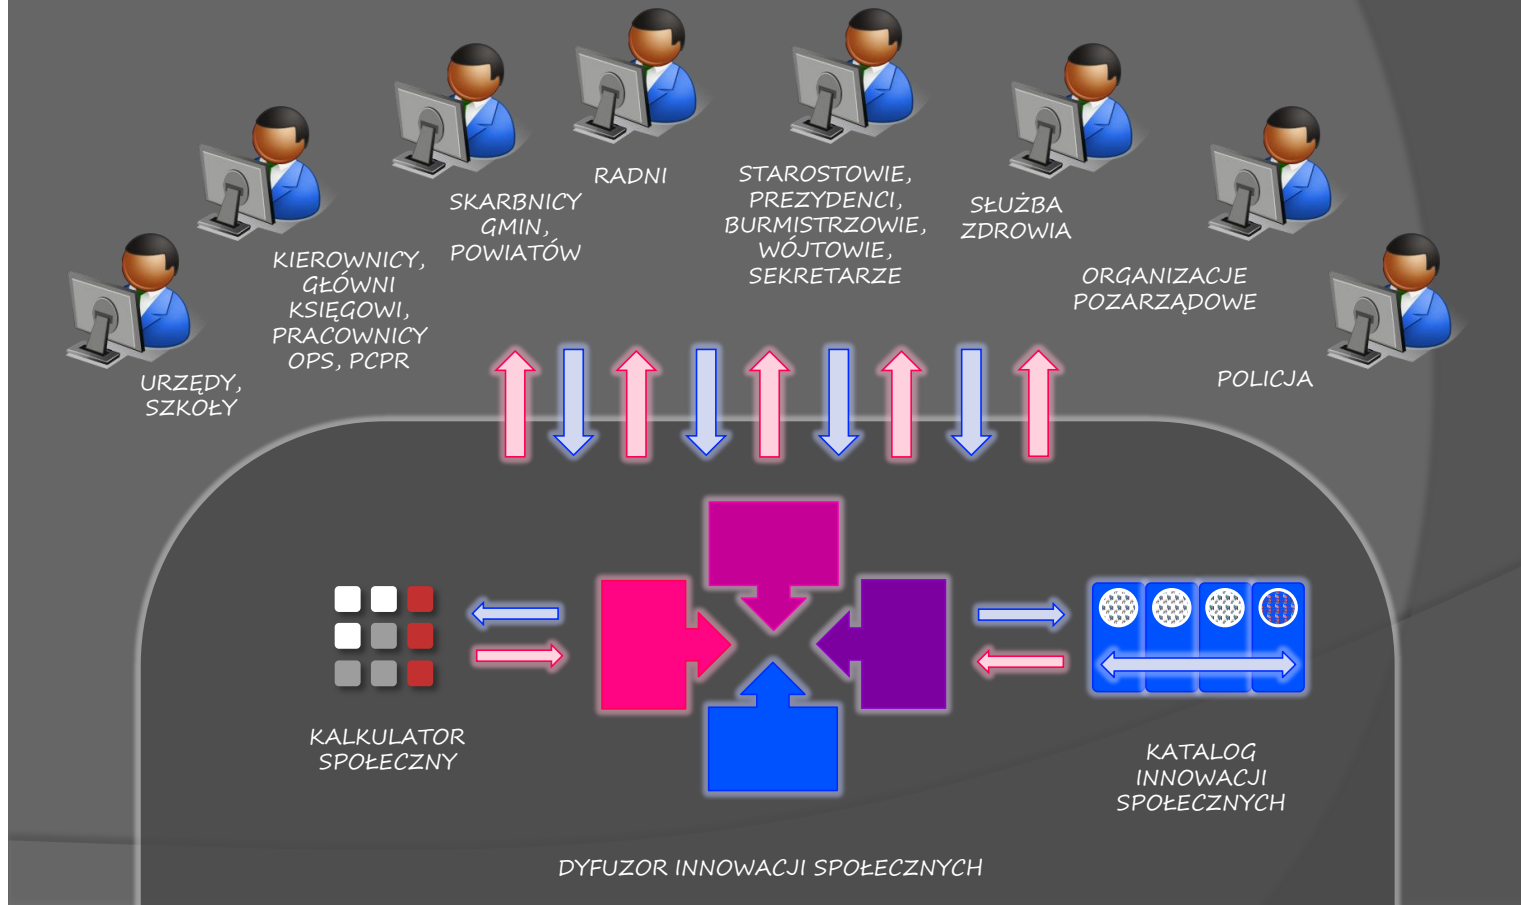 RADNI
STAROSTOWIE,
PREZYDENCI,
BURMISTRZOWIE,
WÓJTOWIE,
SEKRETARZE
SKARBNICY
GMIN,
POWIATÓW
SŁUŻBA
ZDROWIA
KIEROWNICY,
GŁÓWNI
KSIĘGOWI,
PRACOWNICY
OPS, PCPR
ORGANIZACJE
POZARZĄDOWE
URZĘDY,
SZKOŁY
POLICJA
KALKULATOR
SPOŁECZNY
KATALOG
INNOWACJI
SPOŁECZNYCH
DYFUZOR INNOWACJI SPOŁECZNYCH